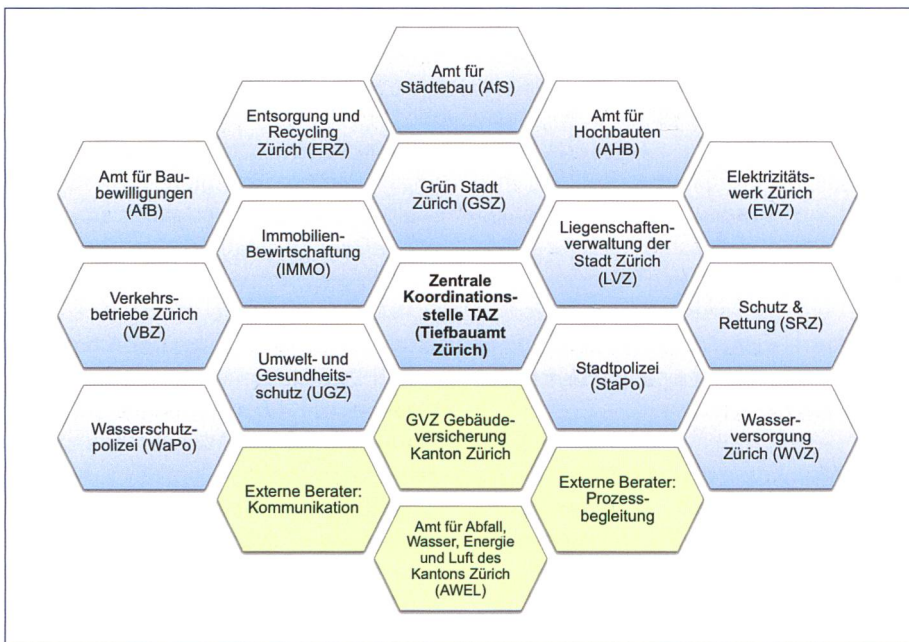 Amt für
Städtebau (AfS)
Entsorgung und
Recycling
Zürich (ERZ)
Amt für
Hochbauten
(AHB)
Amt für Bau-
bewilligungen
(AfB)
Grün Stadt
Zürich (GSZ)
Elektrizitäts-
werk Zürich
(EWZ)
Immobilien-
Bewirtschaftung
(IMMO)
Liegenschaften-
verwaltung der
Stadt Zürich
(LVZ)
Verkehrs-
betriebe Zürich
(VBZ)
Zentrale
Koordinations-
stelle TAZ
(Tiefbauamt
Zürich)
Schutz &
Rettung (SRZ)
Umwelt- und
Gesundheits-
schutz (UGZ)
Stadtpolizei
(StaPo)
Wasserschutz-
polizei (WaPo)
GVZ Gebäude-
versicherung
Kanton Zürich
Wasser-
versorgung
Zürich (WVZ)
Externe Berater:
Kommunikation
Externe Berater:
Prozess-
begleitung
Amt für Abfall,
Wasser, Energie
und Luft des
Kantons Zürich
(AWEL)